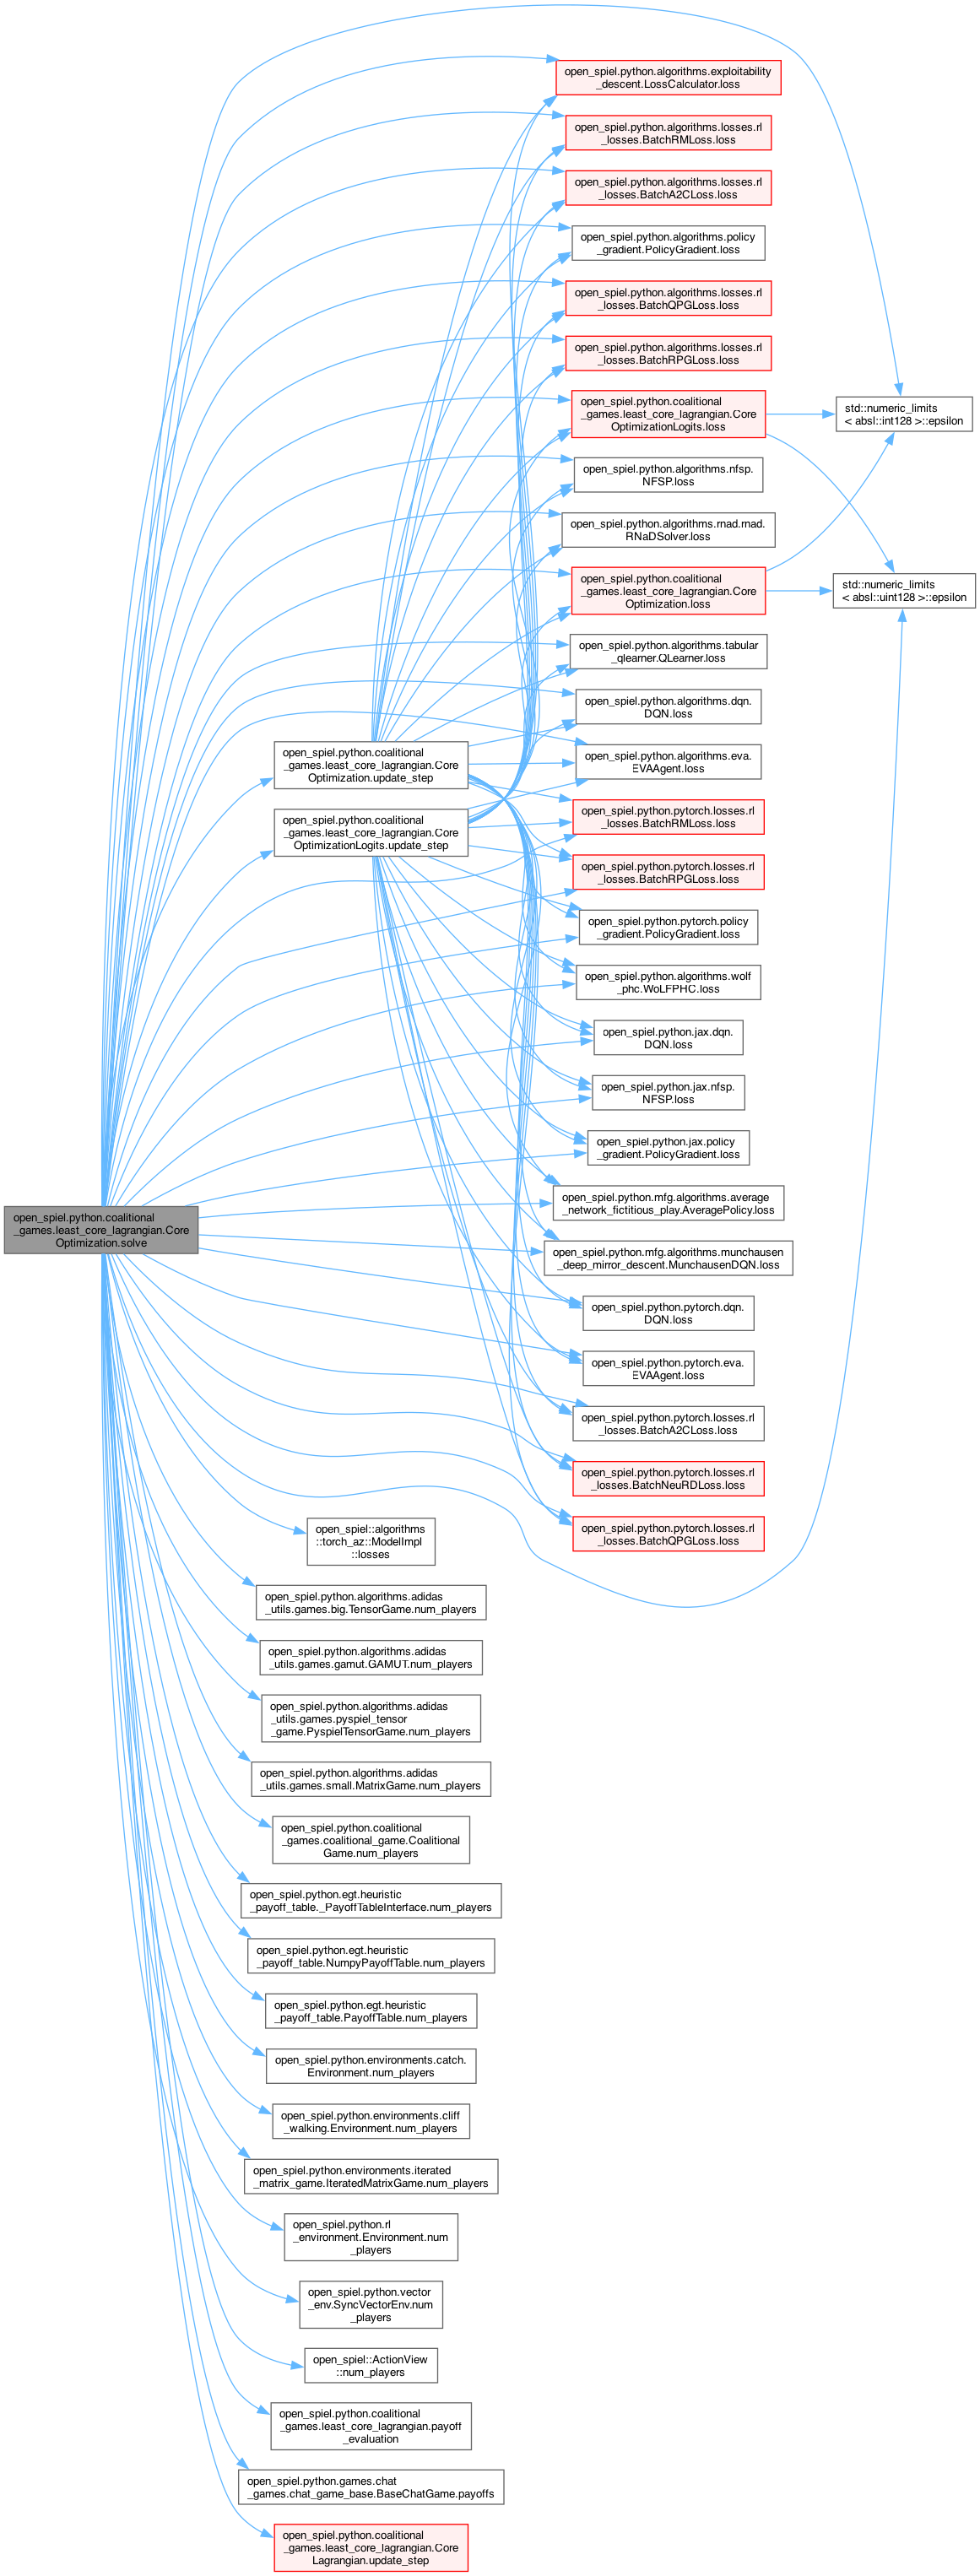 open_spiel.python.algorithms.exploitability
_descent.LossCalculator.loss
open_spiel.python.algorithms.losses.rl
_losses.BatchRMLoss.loss
open_spiel.python.algorithms.losses.rl
_losses.BatchA2CLoss.loss
open_spiel.python.algorithms.policy
_gradient.PolicyGradient.loss
open_spiel.python.algorithms.losses.rl
_losses.BatchQPGLoss.loss
open_spiel.python.algorithms.losses.rl
_losses.BatchRPGLoss.loss
open_spiel.python.coalitional
_games.least_core_lagrangian.Core
OptimizationLogits.loss
std::numeric_limits
< absl::int128 >::epsilon
open_spiel.python.algorithms.nfsp.
NFSP.loss
open_spiel.python.algorithms.rnad.rnad.
RNaDSolver.loss
open_spiel.python.coalitional
_games.least_core_lagrangian.Core
Optimization.loss
std::numeric_limits
< absl::uint128 >::epsilon
open_spiel.python.algorithms.tabular
_qlearner.QLearner.loss
open_spiel.python.algorithms.dqn.
DQN.loss
open_spiel.python.coalitional
_games.least_core_lagrangian.Core
Optimization.update_step
open_spiel.python.algorithms.eva.
EVAAgent.loss
open_spiel.python.coalitional
_games.least_core_lagrangian.Core
OptimizationLogits.update_step
open_spiel.python.pytorch.losses.rl
_losses.BatchRMLoss.loss
open_spiel.python.pytorch.losses.rl
_losses.BatchRPGLoss.loss
open_spiel.python.pytorch.policy
_gradient.PolicyGradient.loss
open_spiel.python.algorithms.wolf
_phc.WoLFPHC.loss
open_spiel.python.jax.dqn.
DQN.loss
open_spiel.python.jax.nfsp.
NFSP.loss
open_spiel.python.jax.policy
_gradient.PolicyGradient.loss
open_spiel.python.mfg.algorithms.average
_network_fictitious_play.AveragePolicy.loss
open_spiel.python.coalitional
_games.least_core_lagrangian.Core
Optimization.solve
open_spiel.python.mfg.algorithms.munchausen
_deep_mirror_descent.MunchausenDQN.loss
open_spiel.python.pytorch.dqn.
DQN.loss
open_spiel.python.pytorch.eva.
EVAAgent.loss
open_spiel.python.pytorch.losses.rl
_losses.BatchA2CLoss.loss
open_spiel.python.pytorch.losses.rl
_losses.BatchNeuRDLoss.loss
open_spiel.python.pytorch.losses.rl
_losses.BatchQPGLoss.loss
open_spiel::algorithms
::torch_az::ModelImpl
::losses
open_spiel.python.algorithms.adidas
_utils.games.big.TensorGame.num_players
open_spiel.python.algorithms.adidas
_utils.games.gamut.GAMUT.num_players
open_spiel.python.algorithms.adidas
_utils.games.pyspiel_tensor
_game.PyspielTensorGame.num_players
open_spiel.python.algorithms.adidas
_utils.games.small.MatrixGame.num_players
open_spiel.python.coalitional
_games.coalitional_game.Coalitional
Game.num_players
open_spiel.python.egt.heuristic
_payoff_table._PayoffTableInterface.num_players
open_spiel.python.egt.heuristic
_payoff_table.NumpyPayoffTable.num_players
open_spiel.python.egt.heuristic
_payoff_table.PayoffTable.num_players
open_spiel.python.environments.catch.
Environment.num_players
open_spiel.python.environments.cliff
_walking.Environment.num_players
open_spiel.python.environments.iterated
_matrix_game.IteratedMatrixGame.num_players
open_spiel.python.rl
_environment.Environment.num
_players
open_spiel.python.vector
_env.SyncVectorEnv.num
_players
open_spiel::ActionView
::num_players
open_spiel.python.coalitional
_games.least_core_lagrangian.payoff
_evaluation
open_spiel.python.games.chat
_games.chat_game_base.BaseChatGame.payoffs
open_spiel.python.coalitional
_games.least_core_lagrangian.Core
Lagrangian.update_step